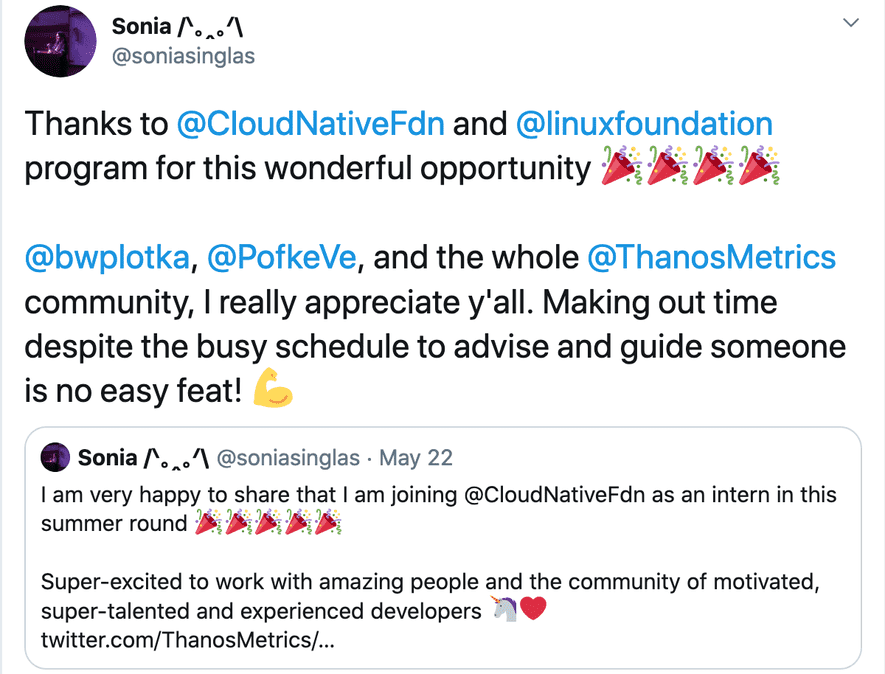 Sonia /^｡‸｡^\
@soniasinglas
Thanks to @CloudNativeFdn and @linuxfoundation
program for this wonderful opportunity 🎉🎉🎉🎉
@bwplotka, @PofkeVe, and the whole @ThanosMetrics
community, I really appreciate y'all. Making out time
despite the busy schedule to advise and guide someone
is no easy feat! 💪
Sonia /^｡‸｡^\ @soniasinglas · May 22
I am very happy to share that I am joining @CloudNativeFdn as an intern in this
summer round 🎉🎉🎉🎉🎉
Super-excited to work with amazing people and the community of motivated,
super-talented and experienced developers 🦄❤️
twitter.com/ThanosMetrics/...